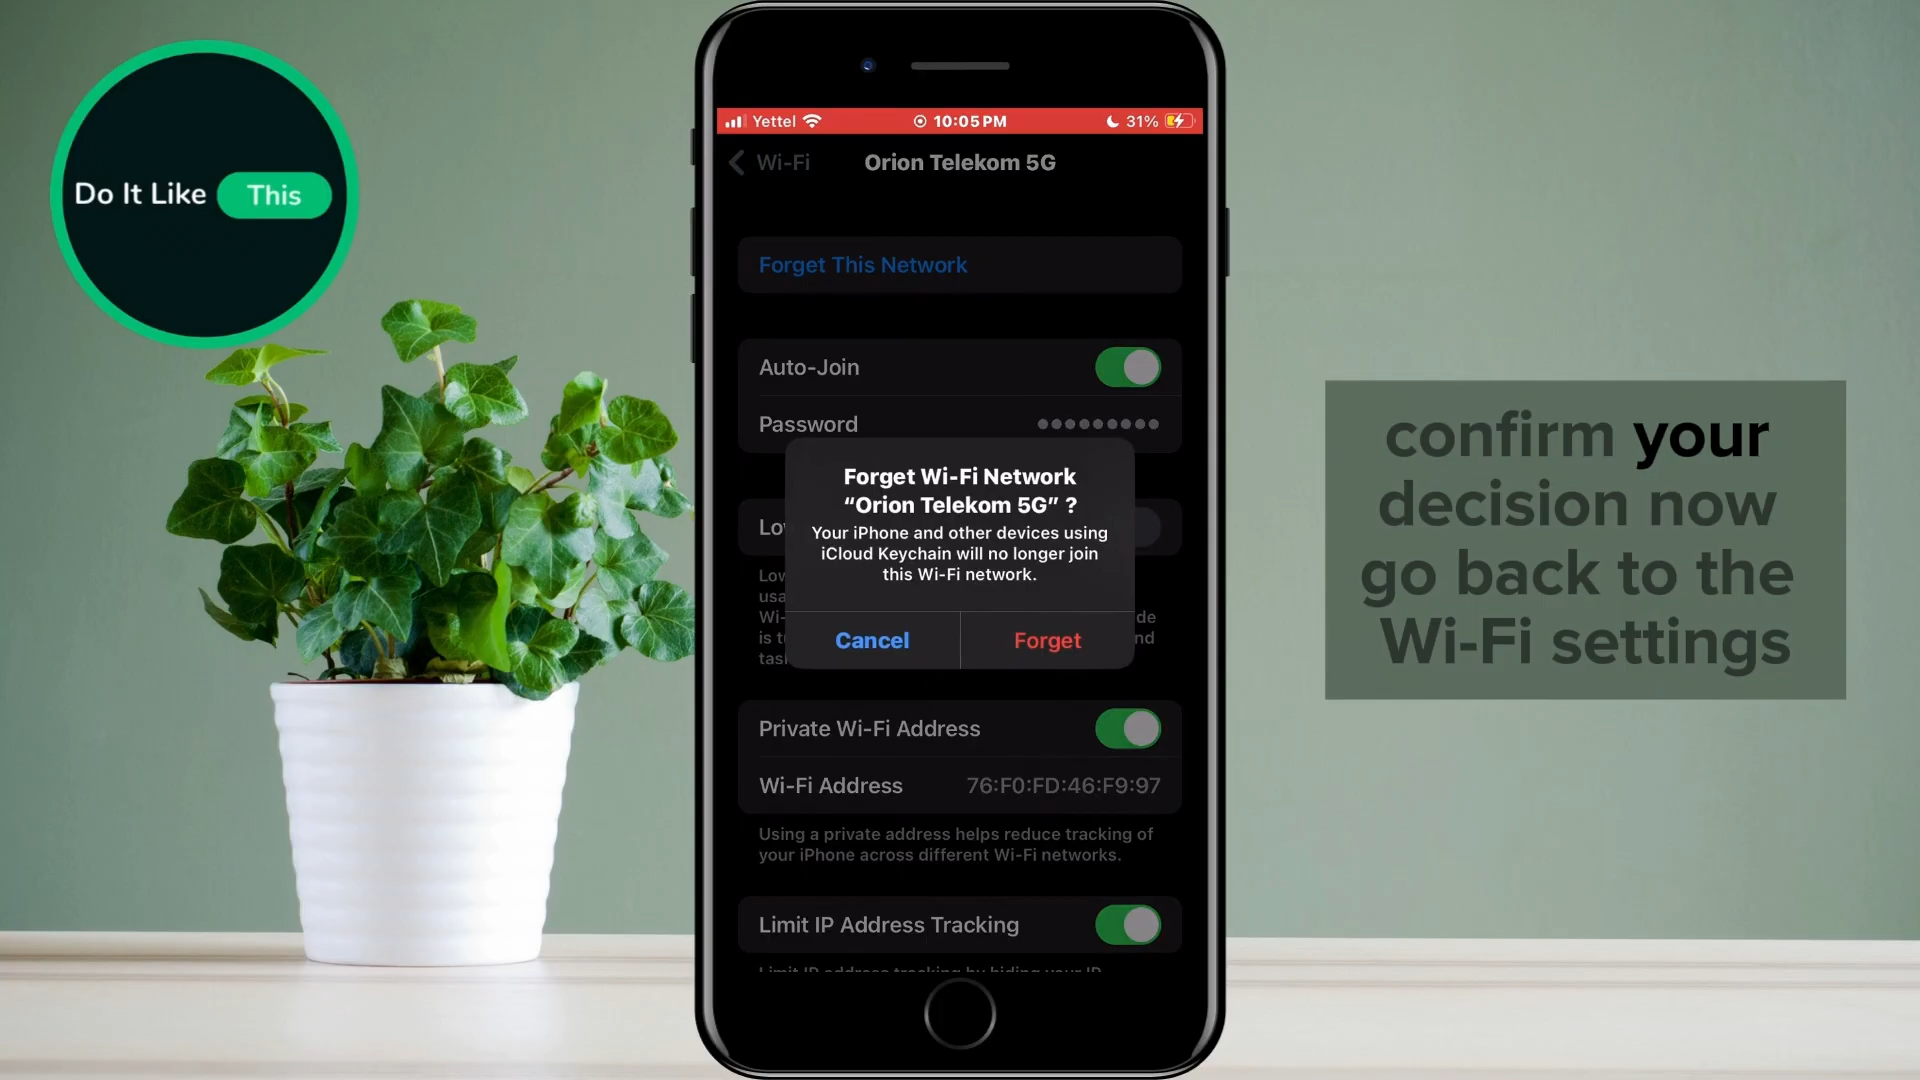 Do It Like This
Yettel
10:05 PM
31%
Wi-Fi
Orion Telekom 5G
Forget This Network
Auto-Join
Password
Forget Wi-Fi Network
“Orion Telekom 5G” ?
Your iPhone and other devices using
iCloud Keychain will no longer join
this Wi-Fi network.
Cancel
Forget
Private Wi-Fi Address
Wi-Fi Address 76:F0:FD:46:F9:97
Using a private address helps reduce tracking of
your iPhone across different Wi-Fi networks.
Limit IP Address Tracking
confirm your
decision now
go back to the
Wi-Fi settings